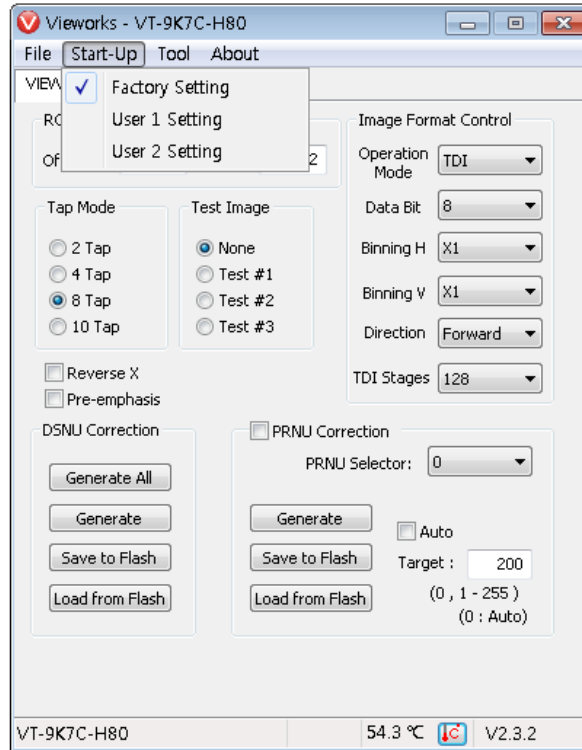 Vieworks - VT-9K7C-H80
File Start-Up Tool About
VIEW
Factory Setting
User 1 Setting
User 2 Setting
RO
Of
2
Image Format Control
Operation Mode TDI
Data Bit 8
Binning H X1
Binning V X1
Direction Forward
TDI Stages 128
Tap Mode
2 Tap
4 Tap
8 Tap
10 Tap
Test Image
None
Test #1
Test #2
Test #3
Reverse X
Pre-emphasis
DSNU Correction
Generate All
Generate
Save to Flash
Load from Flash
PRNU Correction
PRNU Selector: 0
Generate
Save to Flash
Load from Flash
Auto
Target : 200
(0 , 1 - 255 )
(0 : Auto)
VT-9K7C-H80 54.3 ℃ C V2.3.2